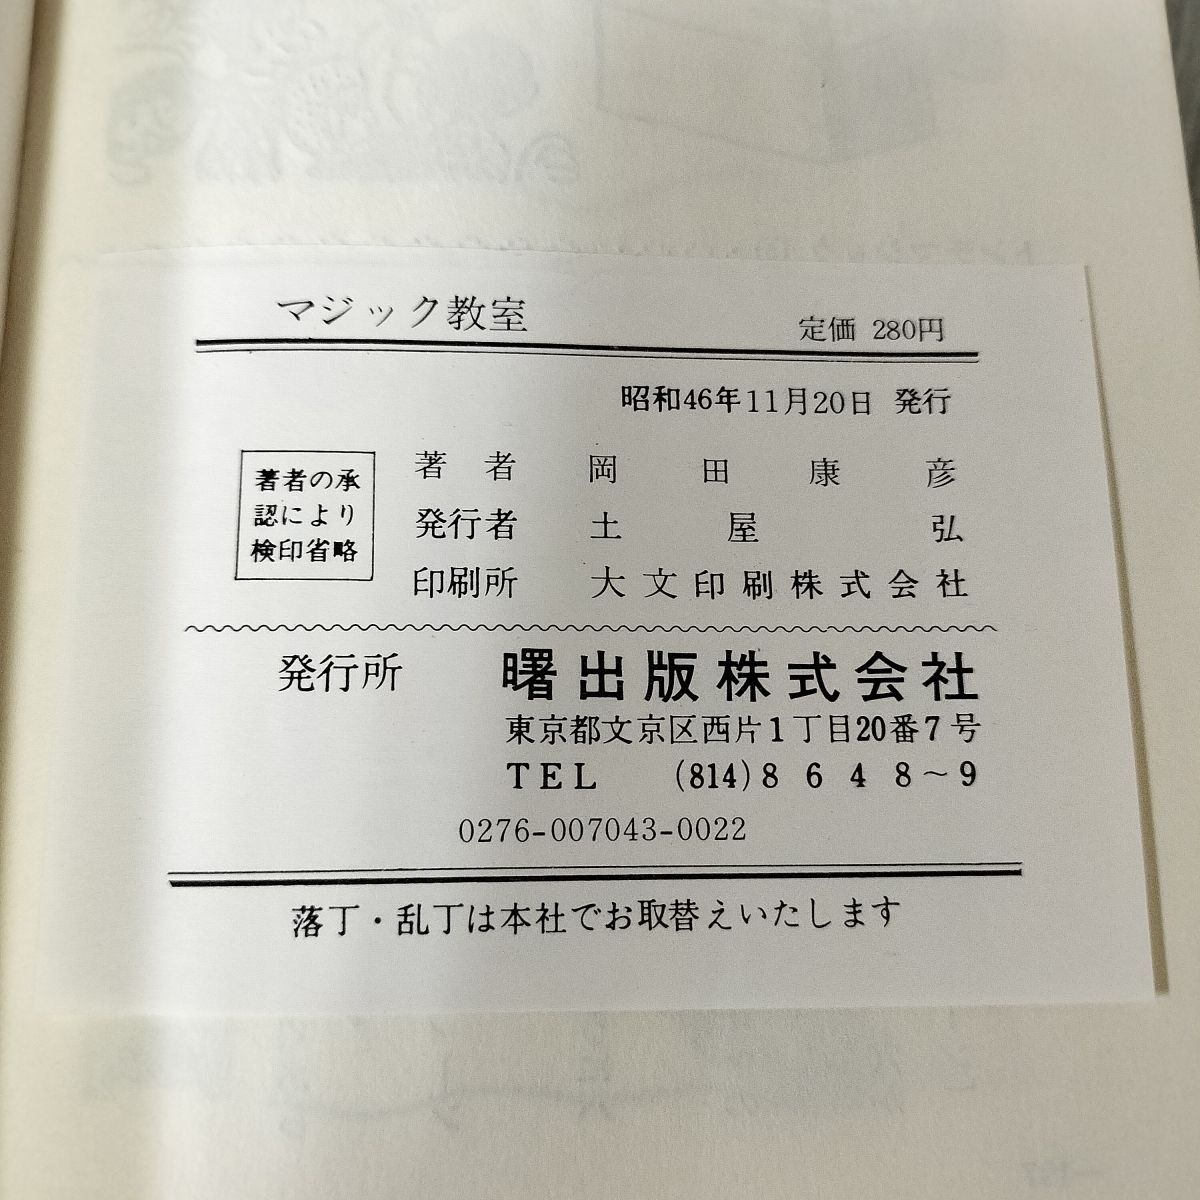 マジック教室
定価 280円
昭和46年11月20日 発行
著者の承
認により
検印省略
著者 岡田康彦
発行者 土屋弘
印刷所 大文印刷株式会社
発行所 曙出版株式会社
東京都文京区西片1丁目20番7号
TEL (814)8648~9
0276-007043-0022
落丁・乱丁は本社でお取替えいたします